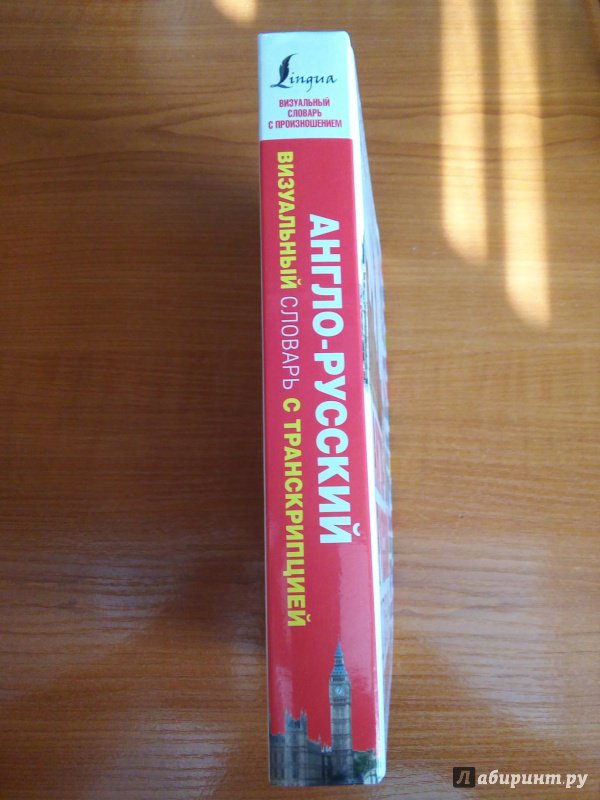 Lingua
ВИЗУАЛЬНЫЙ
СЛОВАРЬ
С ПРОИЗНОШЕНИЕМ
АНГЛО-РУССКИЙ
ВИЗУАЛЬНЫЙ СЛОВАРЬ С ТРАНСКРИПЦИЕЙ
Лабиринт.ру